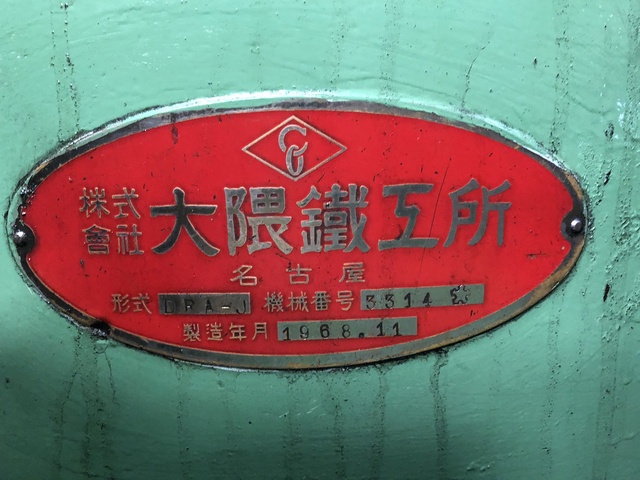 株式
會社
大隈鐵工所
名古屋
形式 DRA-J 機械番号 3314
製造年月 1968.11